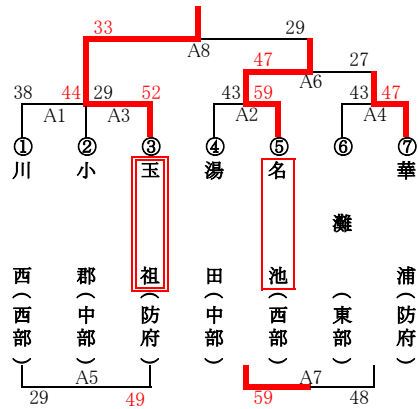 33 29
A8
47 27
A6
38 44 29 52 43 59 43 47
A1 A3 A2 A4
① ② ③ ④ ⑤ ⑥ ⑦
川西(西部)
小郡(中部)
玉祖(防府)
湯田(中部)
名池(西部)
灘(東部)
華浦(防府)
A5 A7
29 49 59 48